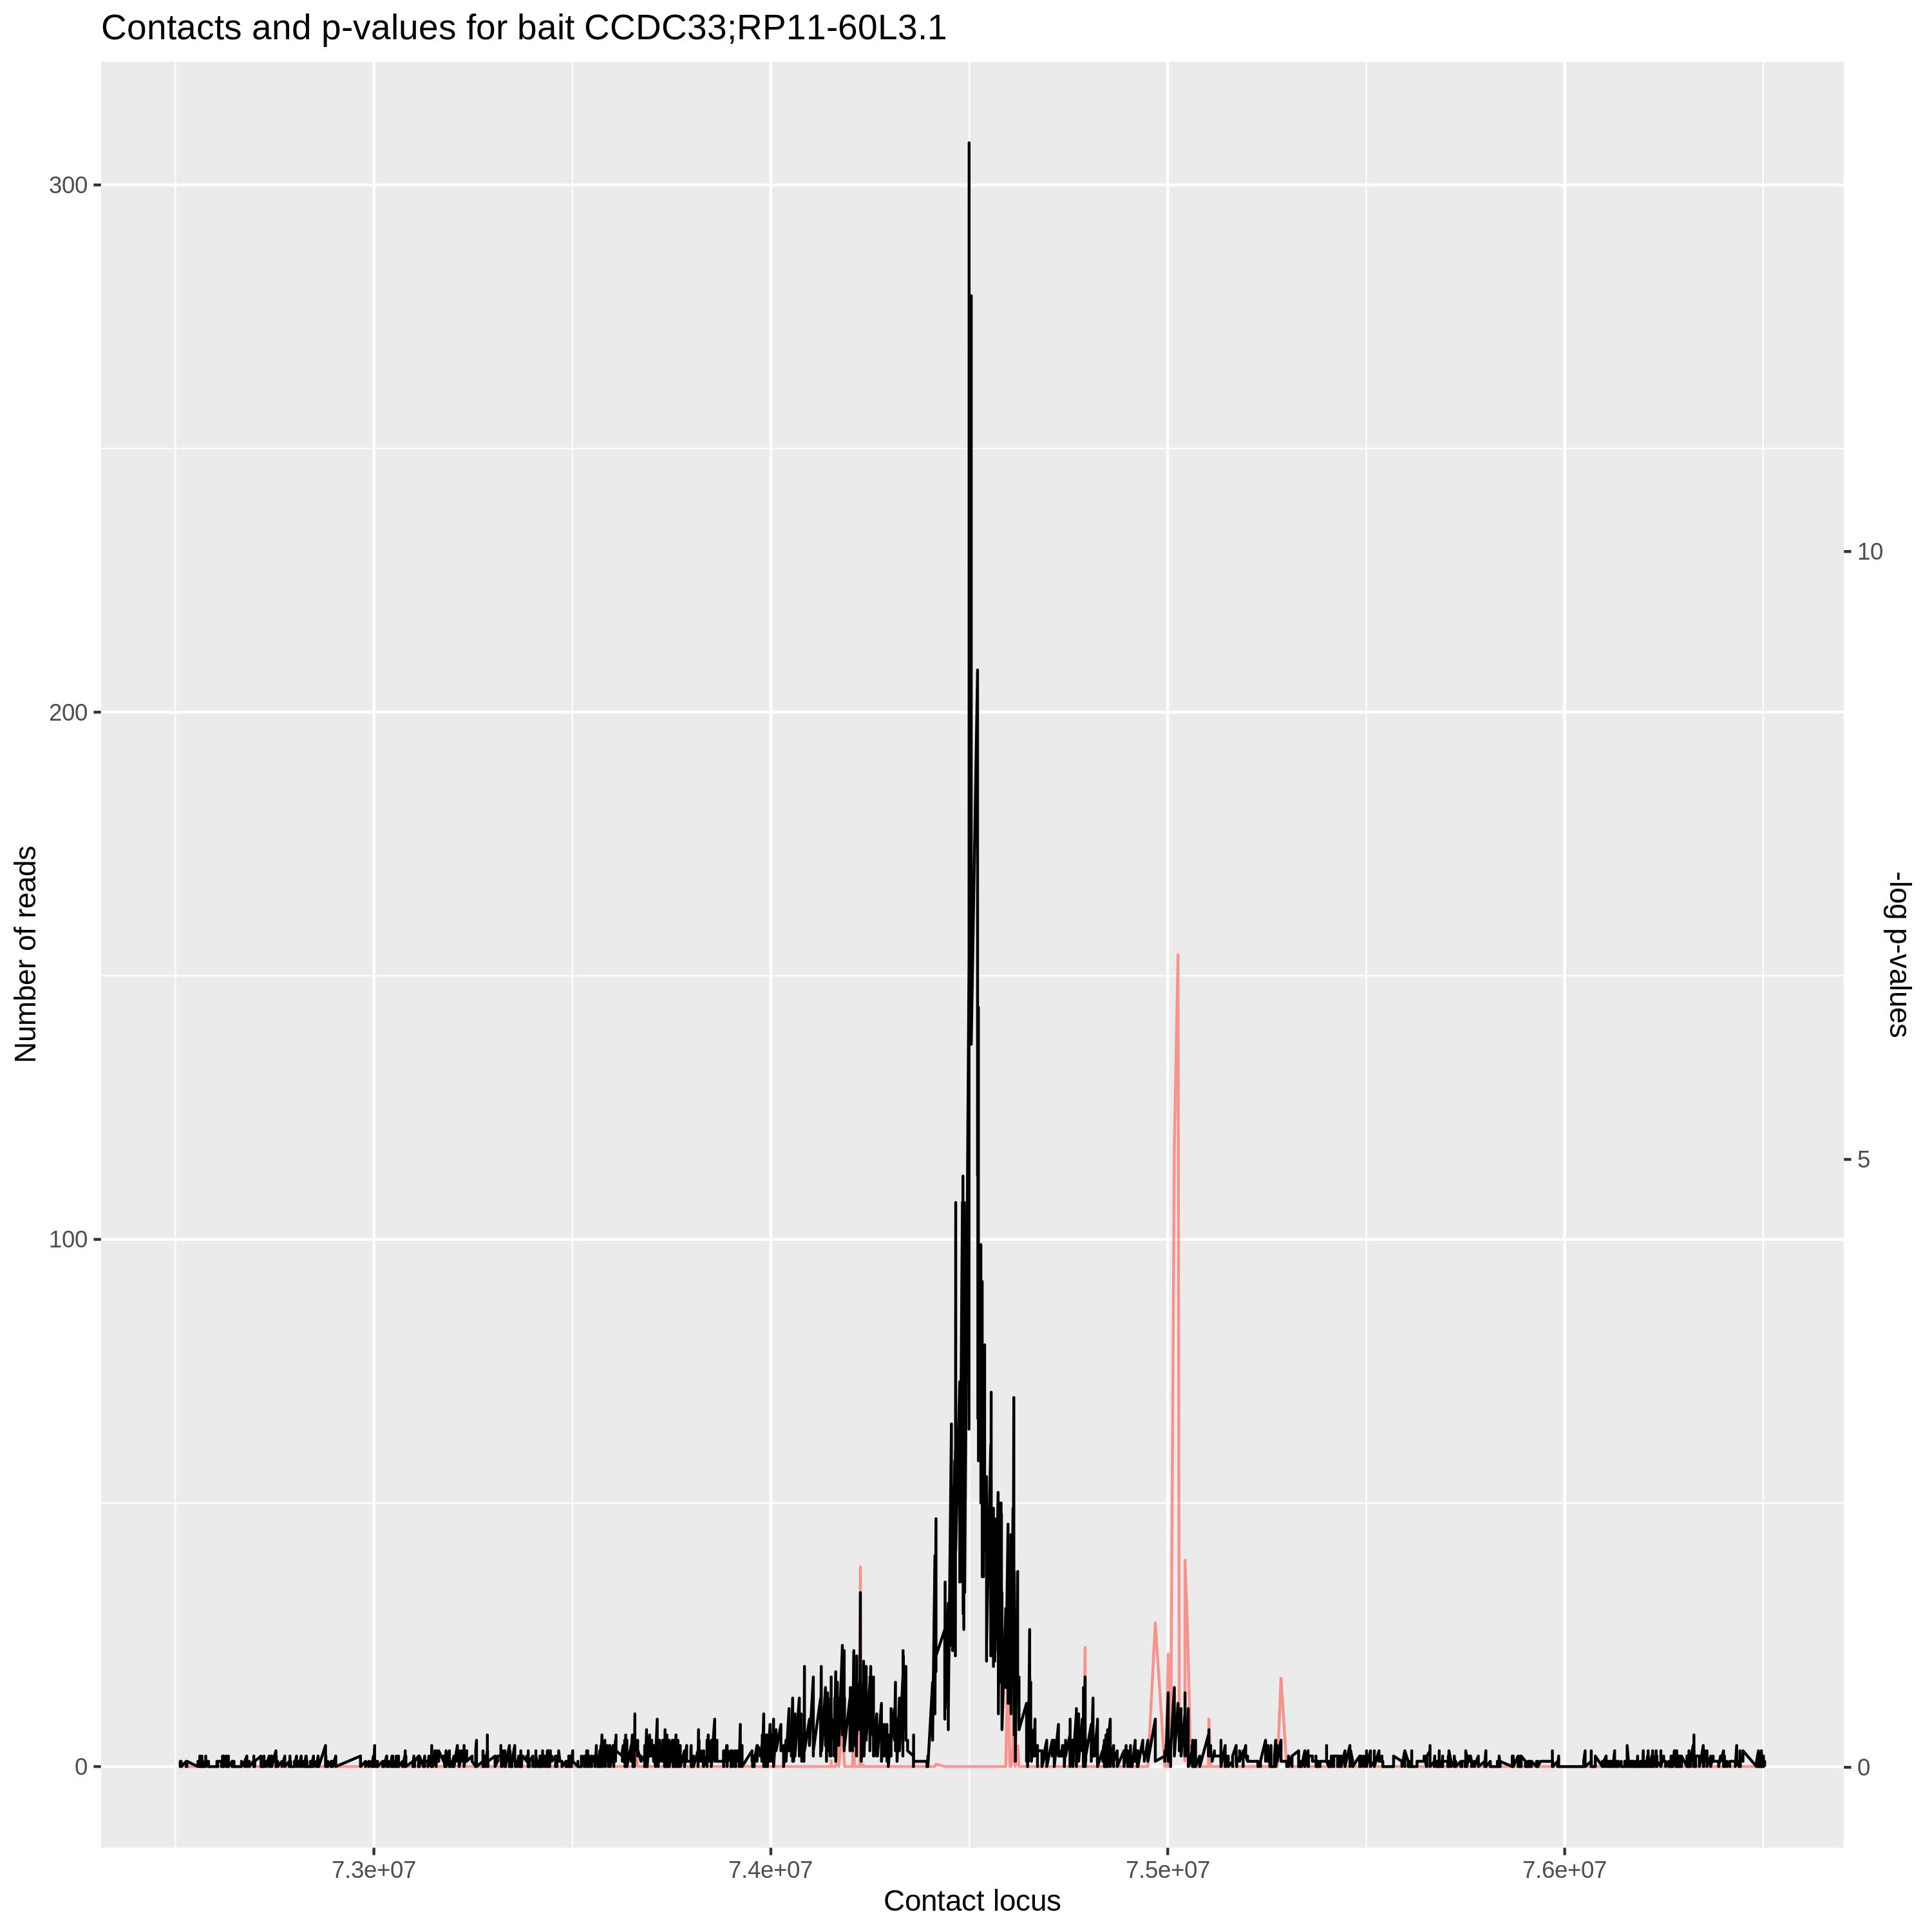 Contacts and p-values for bait CCDC33;RP11-60L3.1
300
200
100
0
Number of reads
10
5
0
-log p-values
7.3e+07
7.4e+07
7.5e+07
7.6e+07
Contact locus